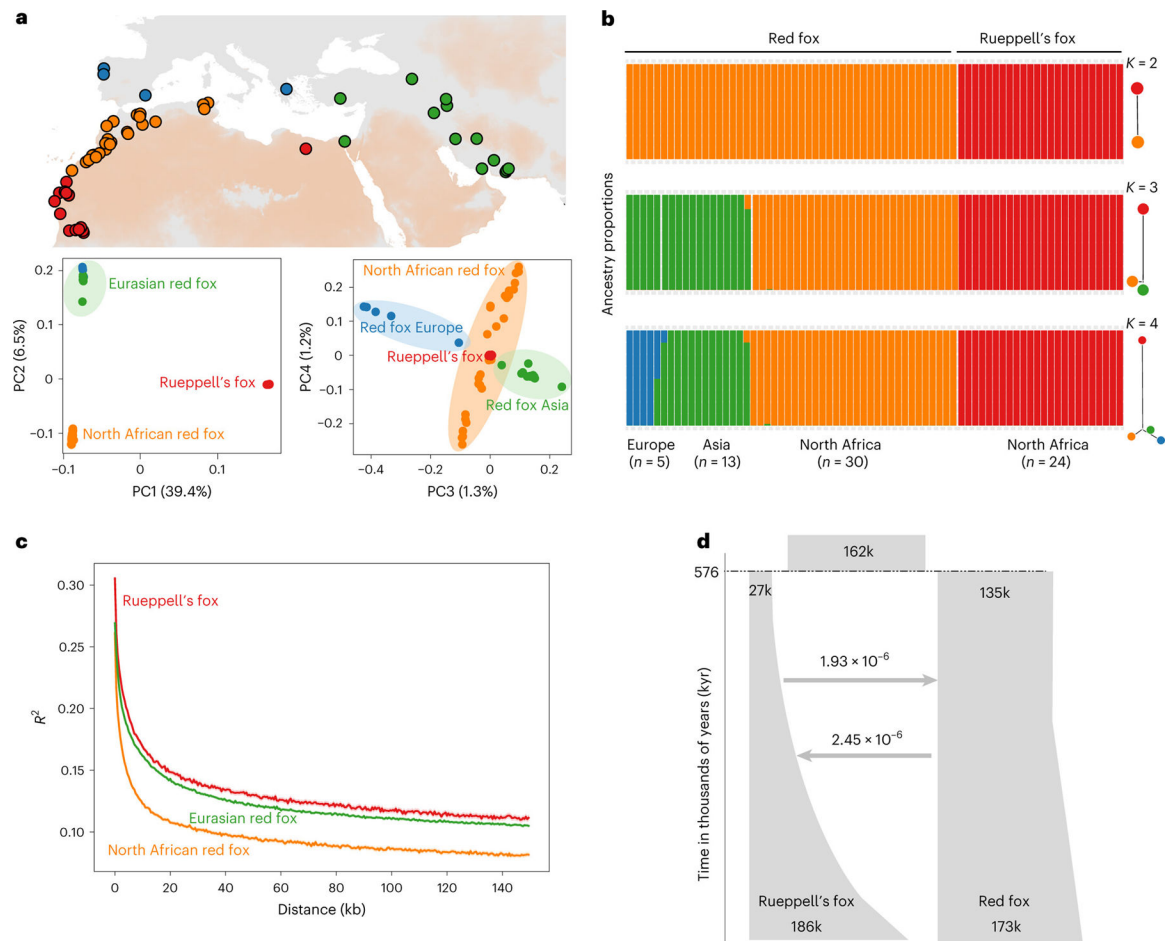 a
0.2
0.1
0
−0.1
PC2 (6.5%)
Eurasian red fox
Rueppell's fox
North African red fox
−0.1
0
0.1
PC1 (39.4%)
0.2
0.1
0
−0.1
−0.2
PC4 (1.2%)
North African red fox
Red fox Europe
Rueppell's fox
Red fox Asia
−0.4
−0.2
0
0.2
PC3 (1.3%)
b
Red fox
Rueppell's fox
K = 2
K = 3
K = 4
Ancestry proportions
Europe
(n = 5)
Asia
(n = 13)
North Africa
(n = 30)
North Africa
(n = 24)
c
0.30
0.25
0.20
0.15
0.10
R²
Rueppell's fox
Eurasian red fox
North African red fox
0
20
40
60
80
100
120
140
Distance (kb)
d
162k
576
27k
135k
1.93 × 10⁻⁶
2.45 × 10⁻⁶
Time in thousands of years (kyr)
Rueppell's fox
186k
Red fox
173k